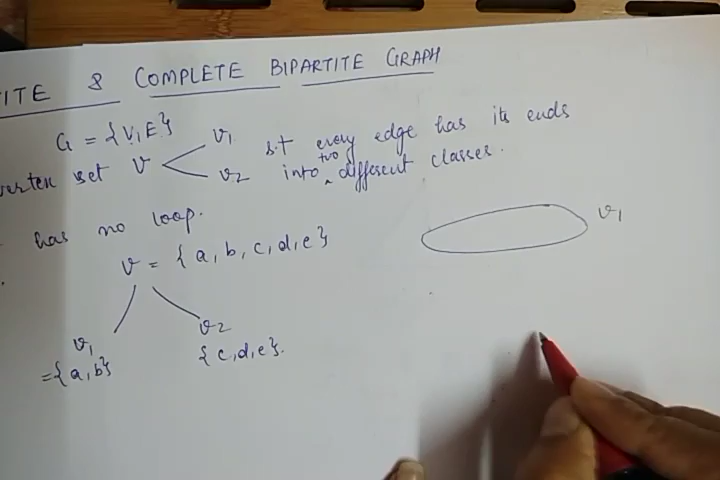 ITE & COMPLETE BIPARTITE GRAPH
G = {V, E}
vertex set V V1 s.t every edge has its ends
V2 into two different classes.
has no loop.
V = {a, b, c, d, e}
V1
V1 V2
= {a, b} {c, d, e}.